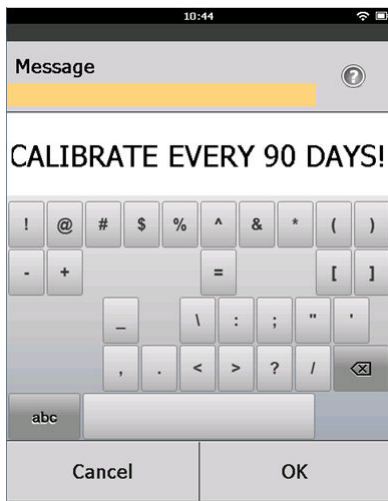 10:44
Message
?
CALIBRATE EVERY 90 DAYS!
! @ # $ % ^ & * ( )
- + = [ ]
_ \ : ; " '
, . < > ? /
abc
Cancel OK